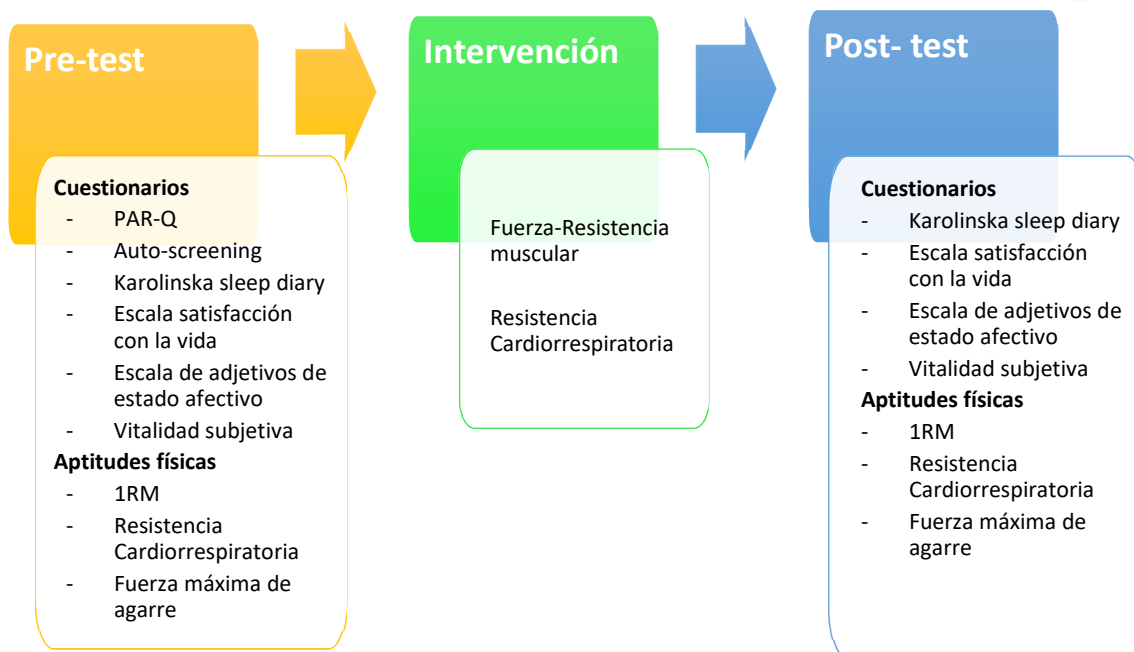 Pre-test
Cuestionarios
- PAR-Q
- Auto-screening
- Karolinska sleep diary
- Escala satisfacción
con la vida
- Escala de adjetivos de
estado afectivo
- Vitalidad subjetiva
Aptitudes físicas
- 1RM
- Resistencia
Cardiorrespiratoria
- Fuerza máxima de
agarre
Intervención
Fuerza-Resistencia
muscular
Resistencia
Cardiorrespiratoria
Post- test
Cuestionarios
- Karolinska sleep diary
- Escala satisfacción
con la vida
- Escala de adjetivos de
estado afectivo
- Vitalidad subjetiva
Aptitudes físicas
- 1RM
- Resistencia
Cardiorrespiratoria
- Fuerza máxima de
agarre